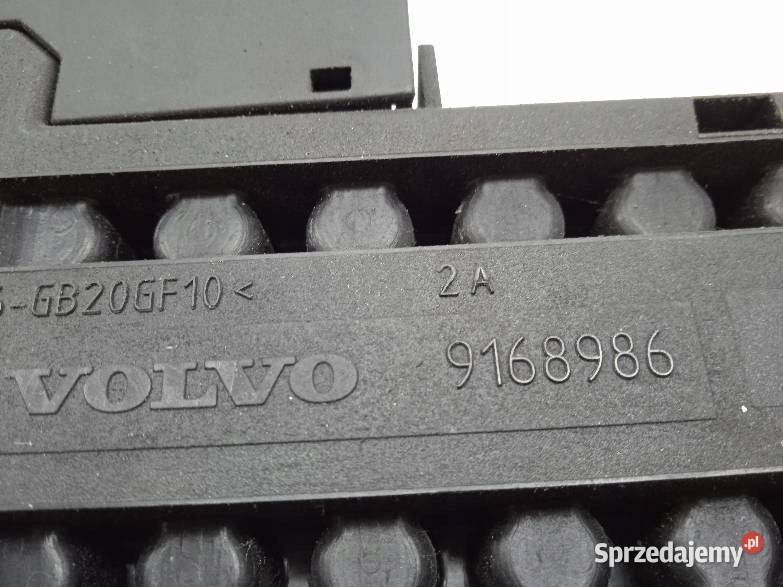 -GB20GF10<
2A
VOLVO
9168986
Sprzedajemy.pl